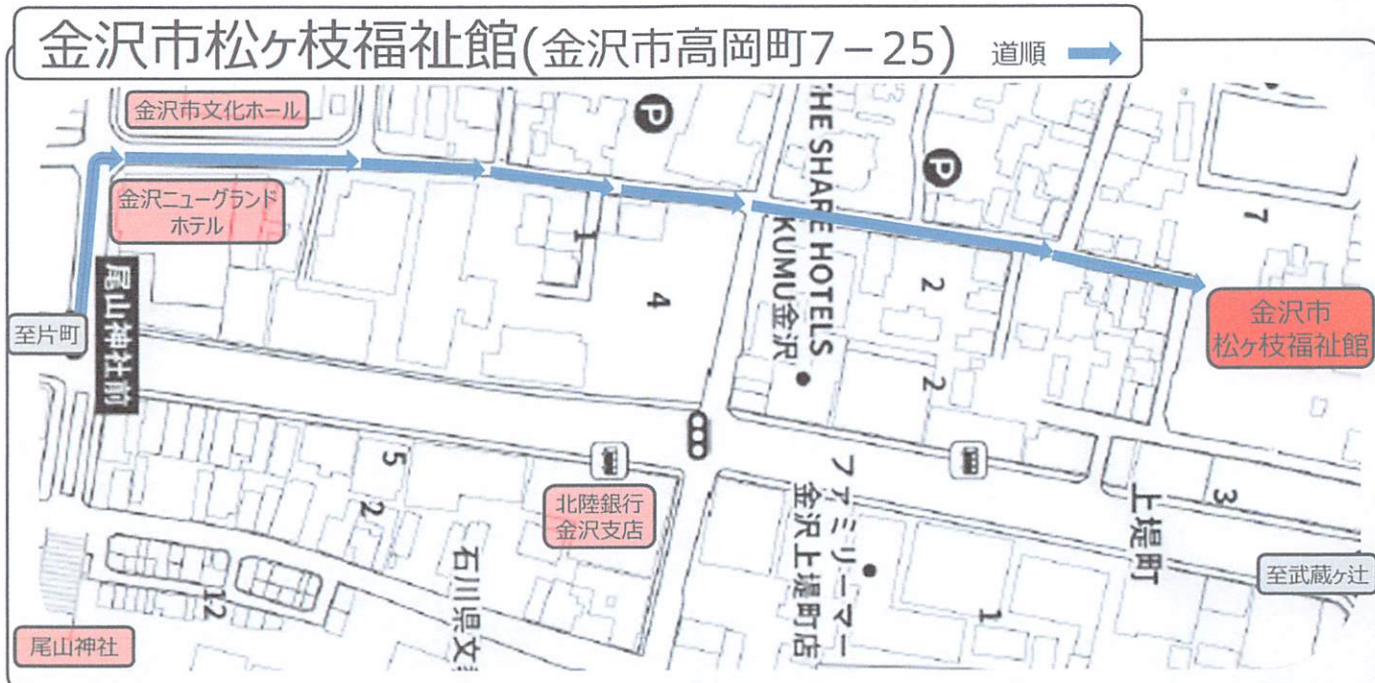 金沢市松ヶ枝福祉館(金沢市高岡町7-25)
道順
金沢市文化ホール
P
THE SHARE HOTELS
KUMU金沢
P
7
金沢ニューグランド
ホテル
尾山神社前
至片町
1
4
2
2
金沢市
松ヶ枝福祉館
5
2
北陸銀行
金沢支店
ファミリーマート
金沢上堤町店
上堤町
3
石川県文
12
1
至武蔵ヶ辻
尾山神社